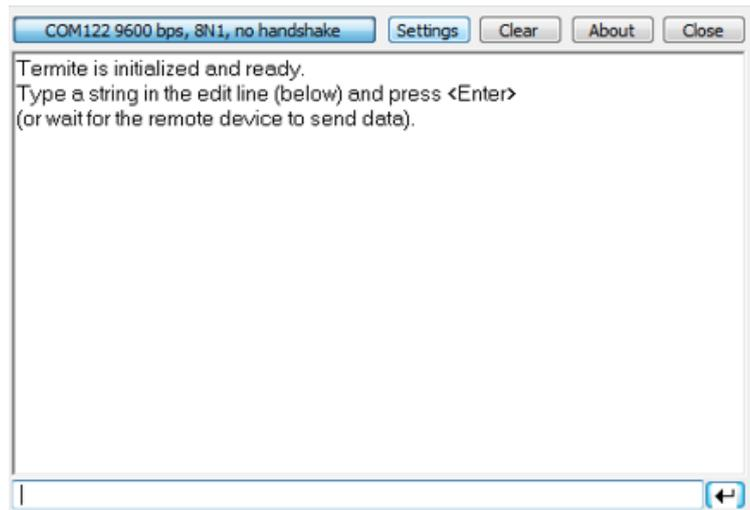 COM122 9600 bps, 8N1, no handshake Settings Clear About Close
Termite is initialized and ready.
Type a string in the edit line (below) and press <Enter>
(or wait for the remote device to send data).